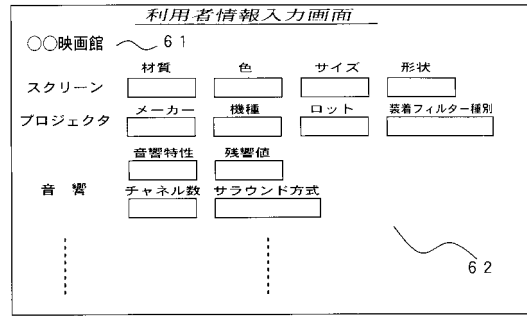 利用者情報入力画面
○○映画館 61
材質 色 サイズ 形状
スクリーン
メーカー 機種 ロット 装着フィルター種別
プロジェクタ
音響特性 残響値
音響
チャネル数 サラウンド方式
62